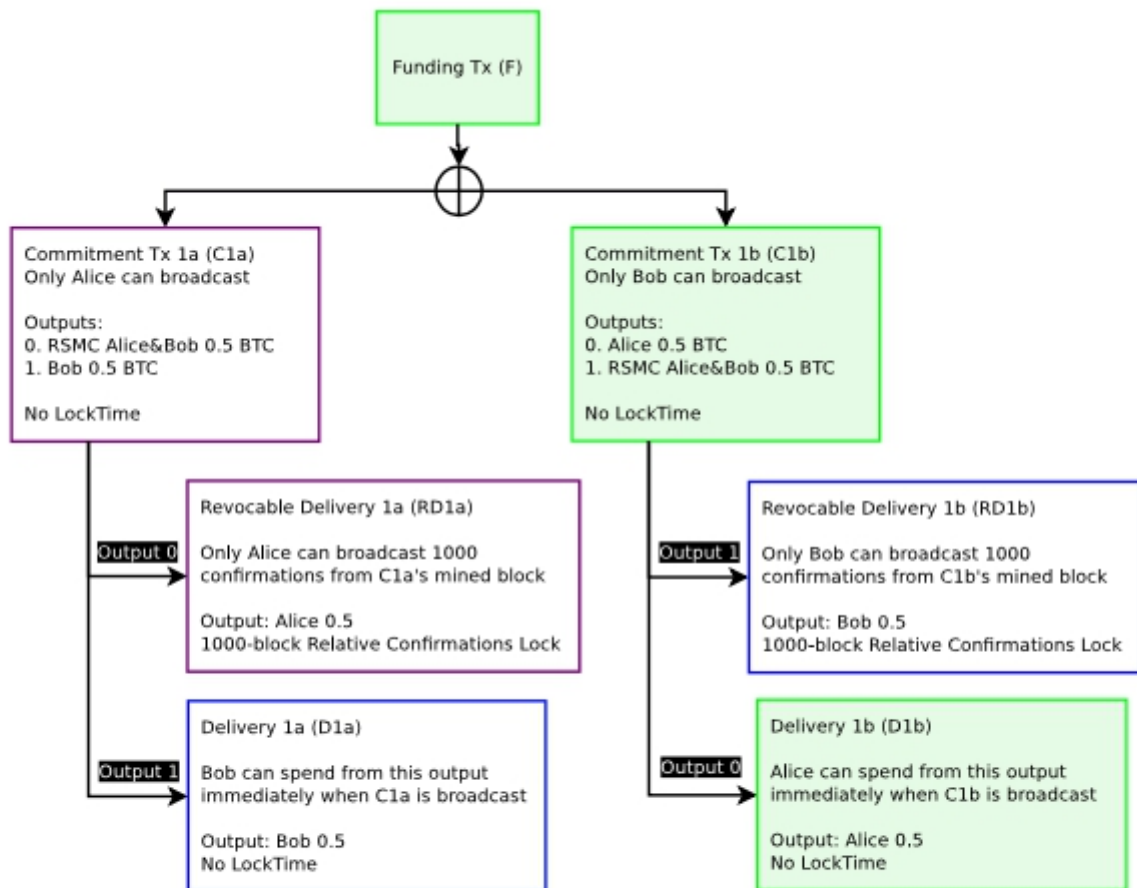 Funding Tx (F)
Commitment Tx 1a (C1a)
Only Alice can broadcast
Outputs:
0. RSMC Alice&Bob 0.5 BTC
1. Bob 0.5 BTC
No LockTime
Commitment Tx 1b (C1b)
Only Bob can broadcast
Outputs:
0. Alice 0.5 BTC
1. RSMC Alice&Bob 0.5 BTC
No LockTime
Output 0
Revocable Delivery 1a (RD1a)
Only Alice can broadcast 1000
confirmations from C1a's mined block
Output: Alice 0.5
1000-block Relative Confirmations Lock
Output 1
Revocable Delivery 1b (RD1b)
Only Bob can broadcast 1000
confirmations from C1b's mined block
Output: Bob 0.5
1000-block Relative Confirmations Lock
Output 1
Delivery 1a (D1a)
Bob can spend from this output
immediately when C1a is broadcast
Output: Bob 0.5
No LockTime
Output 0
Delivery 1b (D1b)
Alice can spend from this output
immediately when C1b is broadcast
Output: Alice 0.5
No LockTime